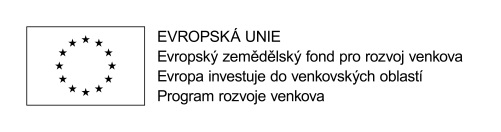 EVROPSKÁ UNIE
Evropský zemědělský fond pro rozvoj venkova
Evropa investuje do venkovských oblastí
Program rozvoje venkova